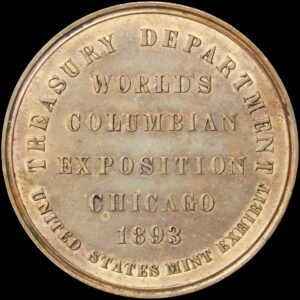 TREASURY DEPARTMENT
WORLD'S
COLUMBIAN
EXPOSITION
CHICAGO
1893
UNITED STATES MINT EXHIBIT